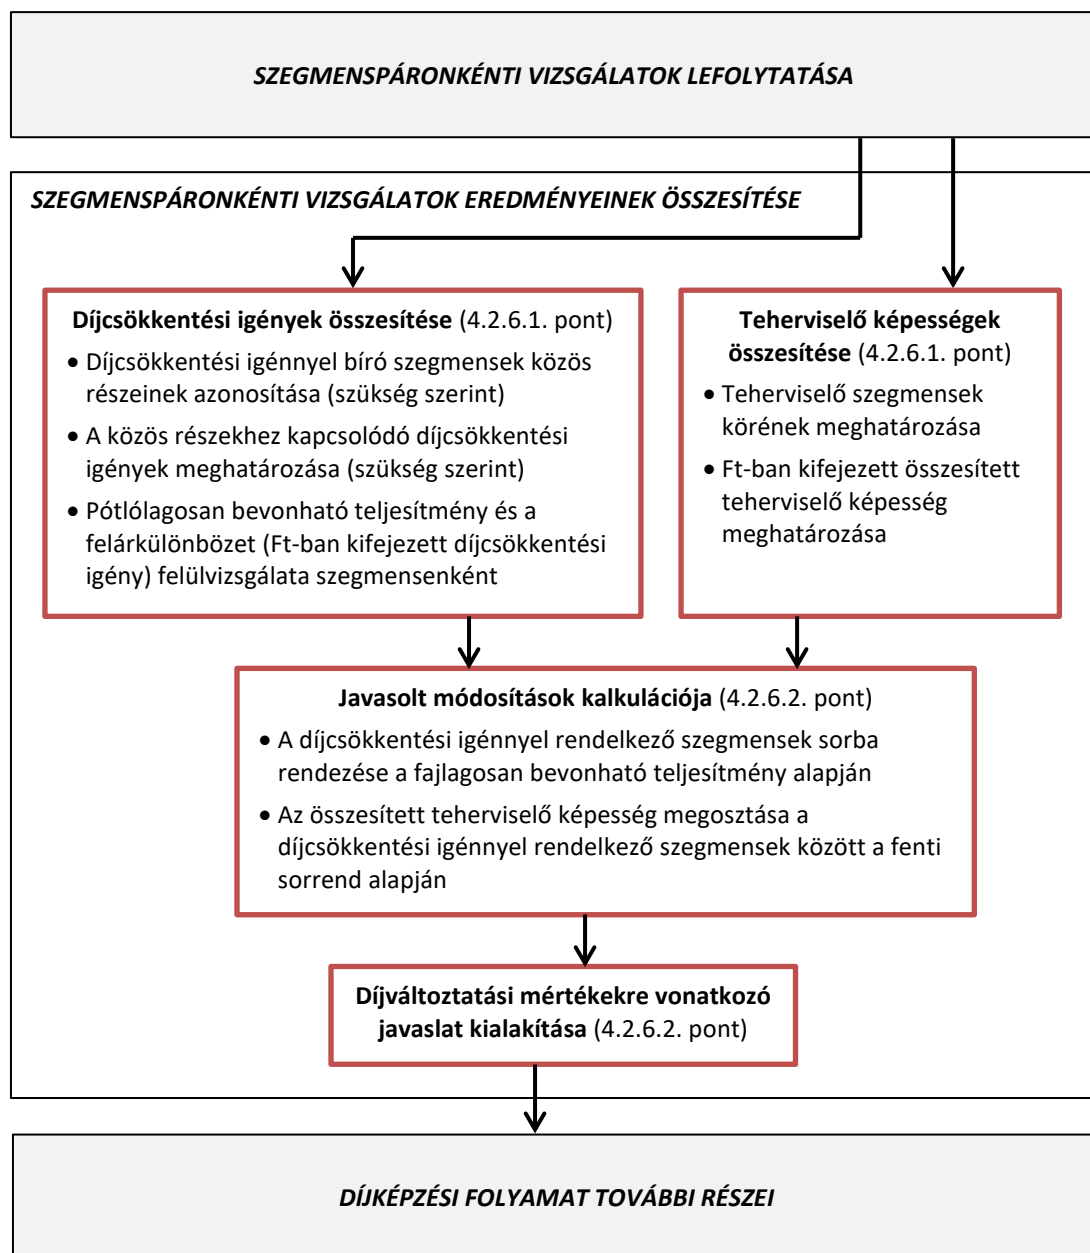 SZEGMENSPÁRONKÉNTI VIZSGÁLATOK LEFOLYTATÁSA
SZEGMENSPÁRONKÉNTI VIZSGÁLATOK EREDMÉNYEINEK ÖSSZESÍTÉSE
Díjcsökkentési igények összesítése (4.2.6.1. pont)
• Díjcsökkentési igénnyel bíró szegmensek közös
részeinek azonosítása (szükség szerint)
• A közös részekhez kapcsolódó díjcsökkentési
igények meghatározása (szükség szerint)
• Pótlólagosan bevonható teljesítmény és a
felárkülönbözet (Ft-ban kifejezett díjcsökkentési
igény) felülvizsgálata szegmensenként
Teherviselő képességek
összesítése (4.2.6.1. pont)
• Teherviselő szegmensek
körének meghatározása
• Ft-ban kifejezett összesített
teherviselő képesség
meghatározása
Javasolt módosítások kalkulációja (4.2.6.2. pont)
• A díjcsökkentési igénnyel rendelkező szegmensek sorba
rendezése a fajlagosan bevonható teljesítmény alapján
• Az összesített teherviselő képesség megosztása a
díjcsökkentési igénnyel rendelkező szegmensek között a fenti
sorrend alapján
Díjváltoztatási mértékekre vonatkozó
javaslat kialakítása (4.2.6.2. pont)
DÍJKÉPZÉSI FOLYAMAT TOVÁBBI RÉSZEI